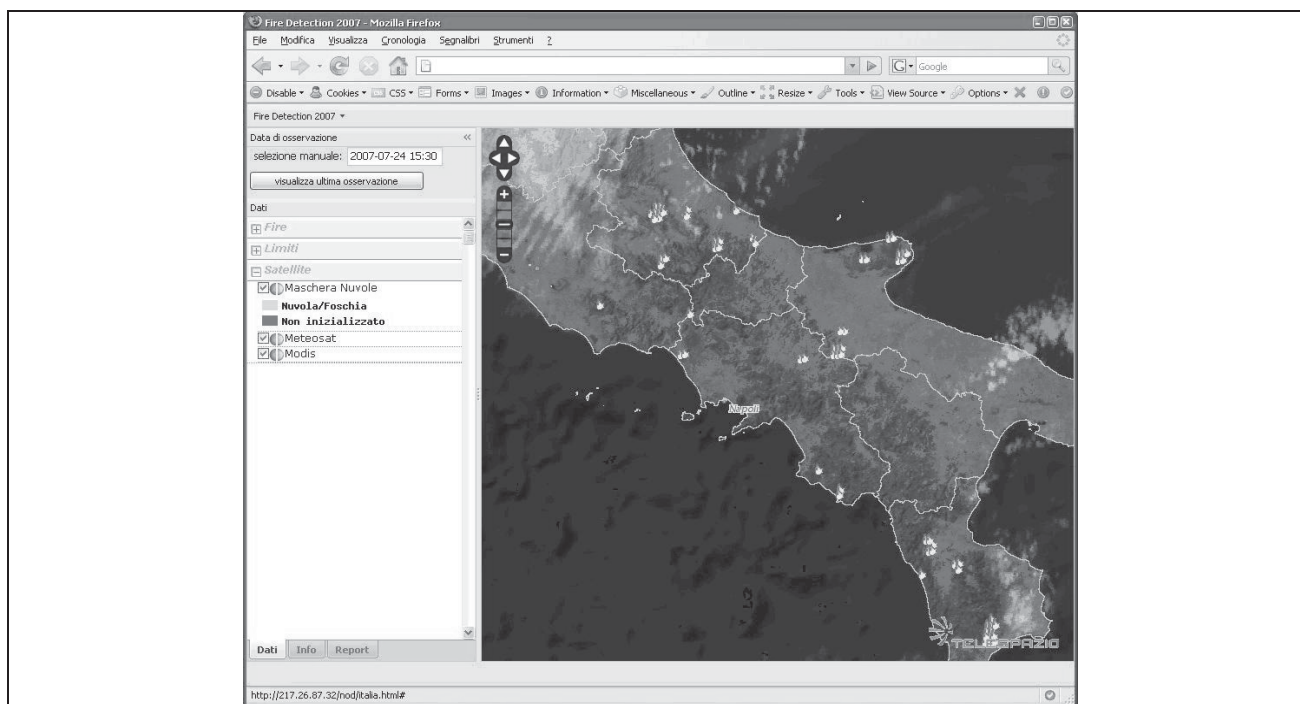 Fire Detection 2007 - Mozilla Firefox
File Modifica Visualizza Cronologia Segnalibri Strumenti ?
G Google
Disable Cookies CSS Forms Images Information Miscellaneous Outline Resize Tools View Source Options
Fire Detection 2007
Data di osservazione «
selezione manuale: 2007-07-24 15:30
visualizza ultima osservazione
Dati
Fire
Limiti
Satellite
Maschera Nuvole
Nuvola/Foschia
Non inizializzato
Meteosat
Modis
Napoli
TELESPAZIO
Dati Info Report
http://217.26.87.32/nod/italia.html#